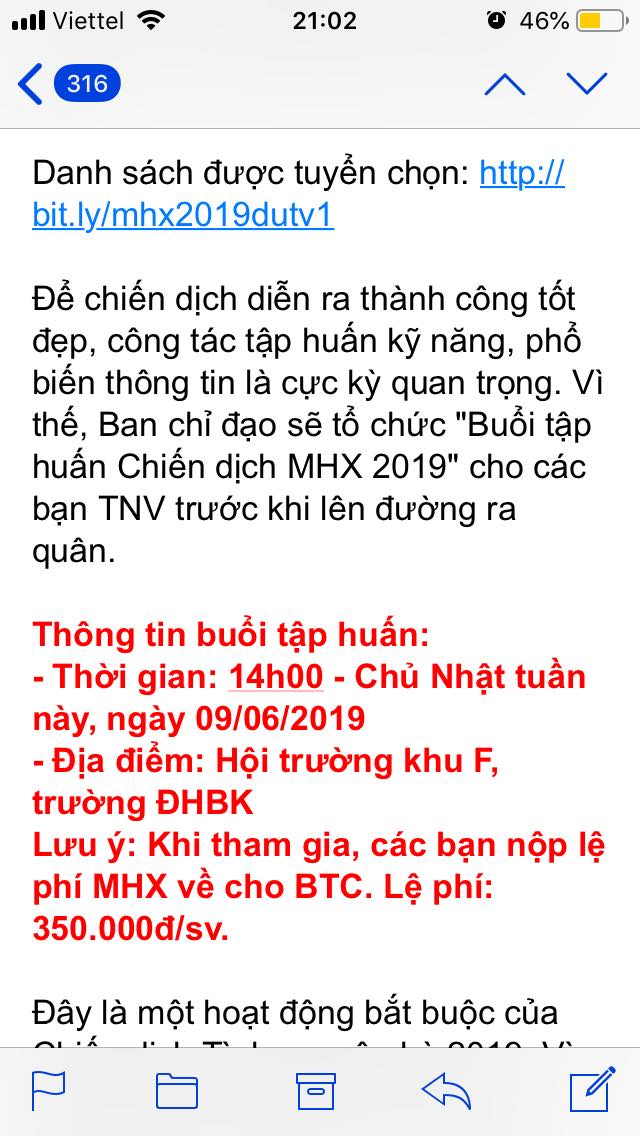 Viettel 21:02 46%
316
Danh sách được tuyển chọn: http://
bit.ly/mhx2019dutv1
Để chiến dịch diễn ra thành công tốt
đẹp, công tác tập huấn kỹ năng, phổ
biến thông tin là cực kỳ quan trọng. Vì
thế, Ban chỉ đạo sẽ tổ chức "Buổi tập
huấn Chiến dịch MHX 2019" cho các
bạn TNV trước khi lên đường ra
quân.
Thông tin buổi tập huấn:
- Thời gian: 14h00 - Chủ Nhật tuần
này, ngày 09/06/2019
- Địa điểm: Hội trường khu F,
trường ĐHBK
Lưu ý: Khi tham gia, các bạn nộp lệ
phí MHX về cho BTC. Lệ phí:
350.000đ/sv.
Đây là một hoạt động bắt buộc của